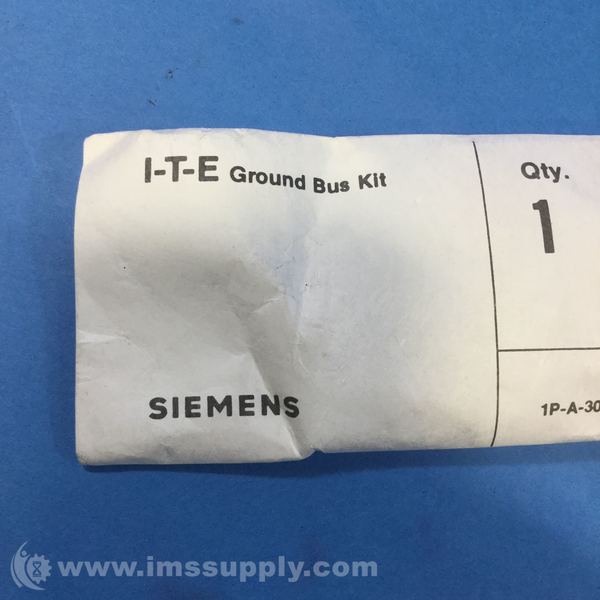 I-T-E Ground Bus Kit
Qty.
1
SIEMENS
1P-A-30
www.imssupply.com